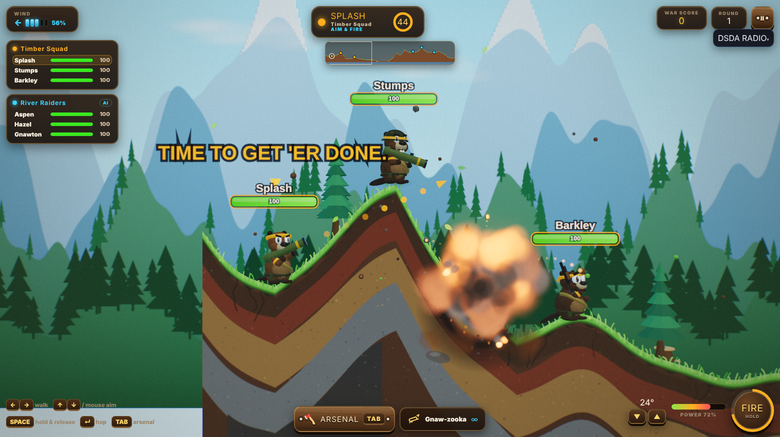 WIND
← 56%
SPLASH
Timber Squad
AIM & FIRE
44
WAR SCORE
0
ROUND
1
DSDA RADIO
Timber Squad
Splash 100
Stumps 100
Barkley 100
River Raiders AI
Aspen 100
Hazel 100
Gnawton 100
Stumps
100
TIME TO GET 'ER DONE.
Splash
100
Barkley
100
← → walk ↑ ↓ / mouse aim
SPACE hold & release ↵ hop TAB arsenal
ARSENAL TAB
Gnaw-zooka ∞
24°
▼ ▲
POWER 72%
FIRE
HOLD